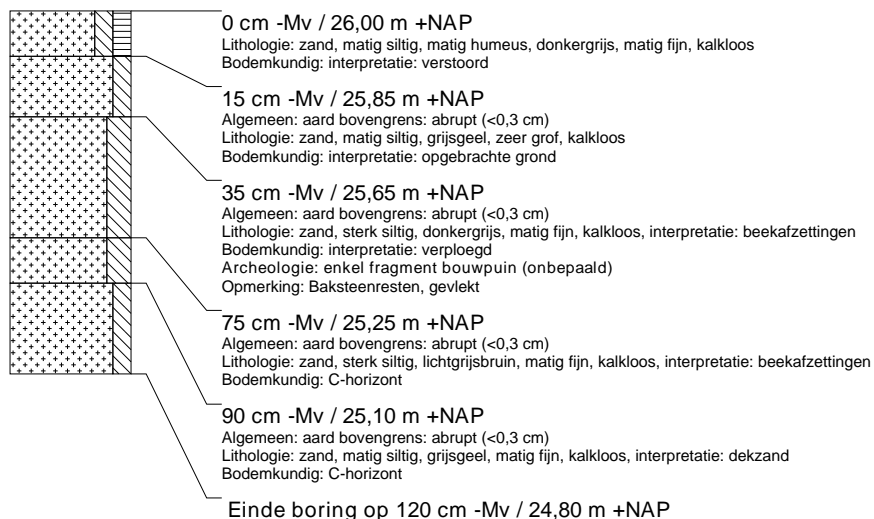 0 cm -Mv / 26,00 m +NAP
Lithologie: zand, matig siltig, matig humeus, donkergrijs, matig fijn, kalkloos
Bodemkundig: interpretatie: verstoord
15 cm -Mv / 25,85 m +NAP
Algemeen: aard bovengrens: abrupt (<0,3 cm)
Lithologie: zand, matig siltig, grijsgeel, zeer grof, kalkloos
Bodemkundig: interpretatie: opgebrachte grond
35 cm -Mv / 25,65 m +NAP
Algemeen: aard bovengrens: abrupt (<0,3 cm)
Lithologie: zand, sterk siltig, donkergrijs, matig fijn, kalkloos, interpretatie: beekafzettingen
Bodemkundig: interpretatie: verploegd
Archeologie: enkel fragment bouwpuin (onbepaald)
Opmerking: Baksteenresten, gevlekt
75 cm -Mv / 25,25 m +NAP
Algemeen: aard bovengrens: abrupt (<0,3 cm)
Lithologie: zand, sterk siltig, lichtgrijsbruin, matig fijn, kalkloos, interpretatie: beekafzettingen
Bodemkundig: C-horizont
90 cm -Mv / 25,10 m +NAP
Algemeen: aard bovengrens: abrupt (<0,3 cm)
Lithologie: zand, matig siltig, grijsgeel, matig fijn, kalkloos, interpretatie: dekzand
Bodemkundig: C-horizont
Einde boring op 120 cm -Mv / 24,80 m +NAP